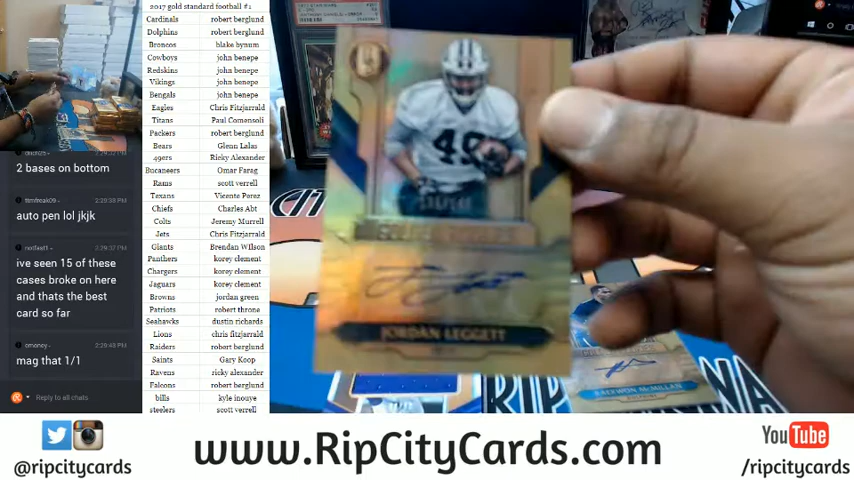 2017 gold standard football #1
Cardinals robert berglund
Dolphins robert berglund
Broncos blake bynum
Cowboys john benepe
Redskins john benepe
Vikings john benepe
Bengals john benepe
Eagles Chris Fitzjarrald
Titans Paul Comensoli
Packers robert berglund
Bears Glenn Lalas
49ers Ricky Alexander
Bucaneers Omar Farag
Rams scott verrell
Texans Vicente Perez
Chiefs Charles Abt
Colts Jeremy Murrell
Jets Chris Fitzjarrald
Giants Brendan Wilson
Panthers korey clement
Chargers korey clement
Jaguars korey clement
Browns jordan green
Patriots robert throne
Seahawks dustin richards
Lions chris fitzjarrald
Raiders robert berglund
Saints Gary Koop
Ravens ricky alexander
Falcons robert berglund
bills kyle inouye
steelers scott verrell
2 bases on bottom
auto pen lol jkjk
ive seen 15 of these
cases broke on here
and thats the best
card so far
cmoney-
mag that 1/1
Reply to all chats
49
JORDAN LEGGETT
RAEKWON McMILLAN
RIP
@ripcitycards
www.RipCityCards.com
YouTube
/ripcitycards